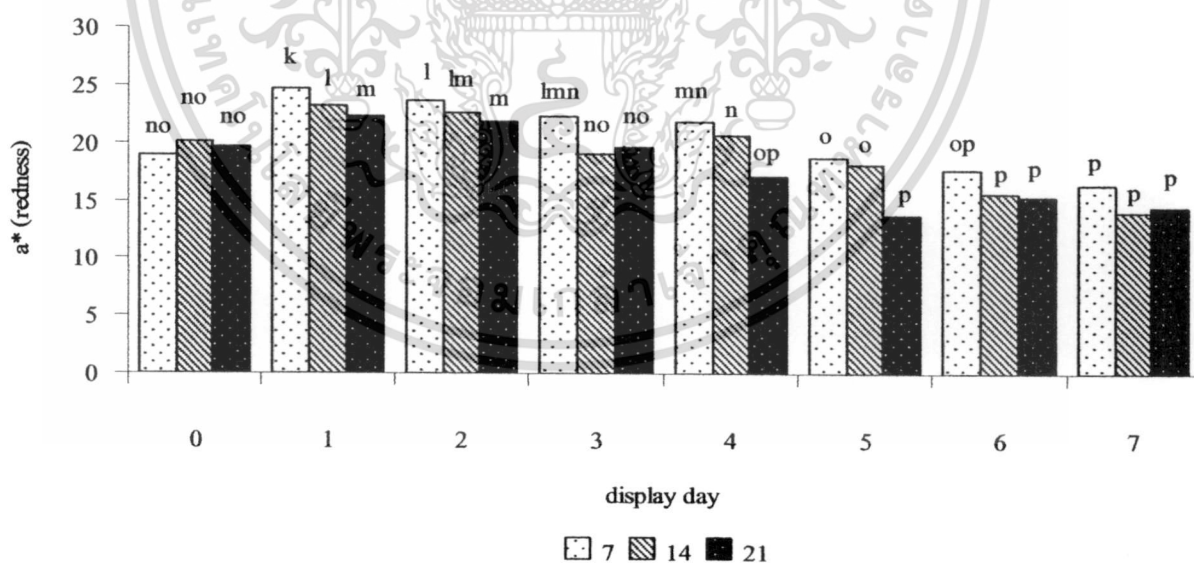 30
25
20
15
10
5
0
a* (redness)
no no no
k l m
l lm m
lmn no no
mn n op
o o p
op p p
p p p
0 1 2 3 4 5 6 7
display day
7 14 21